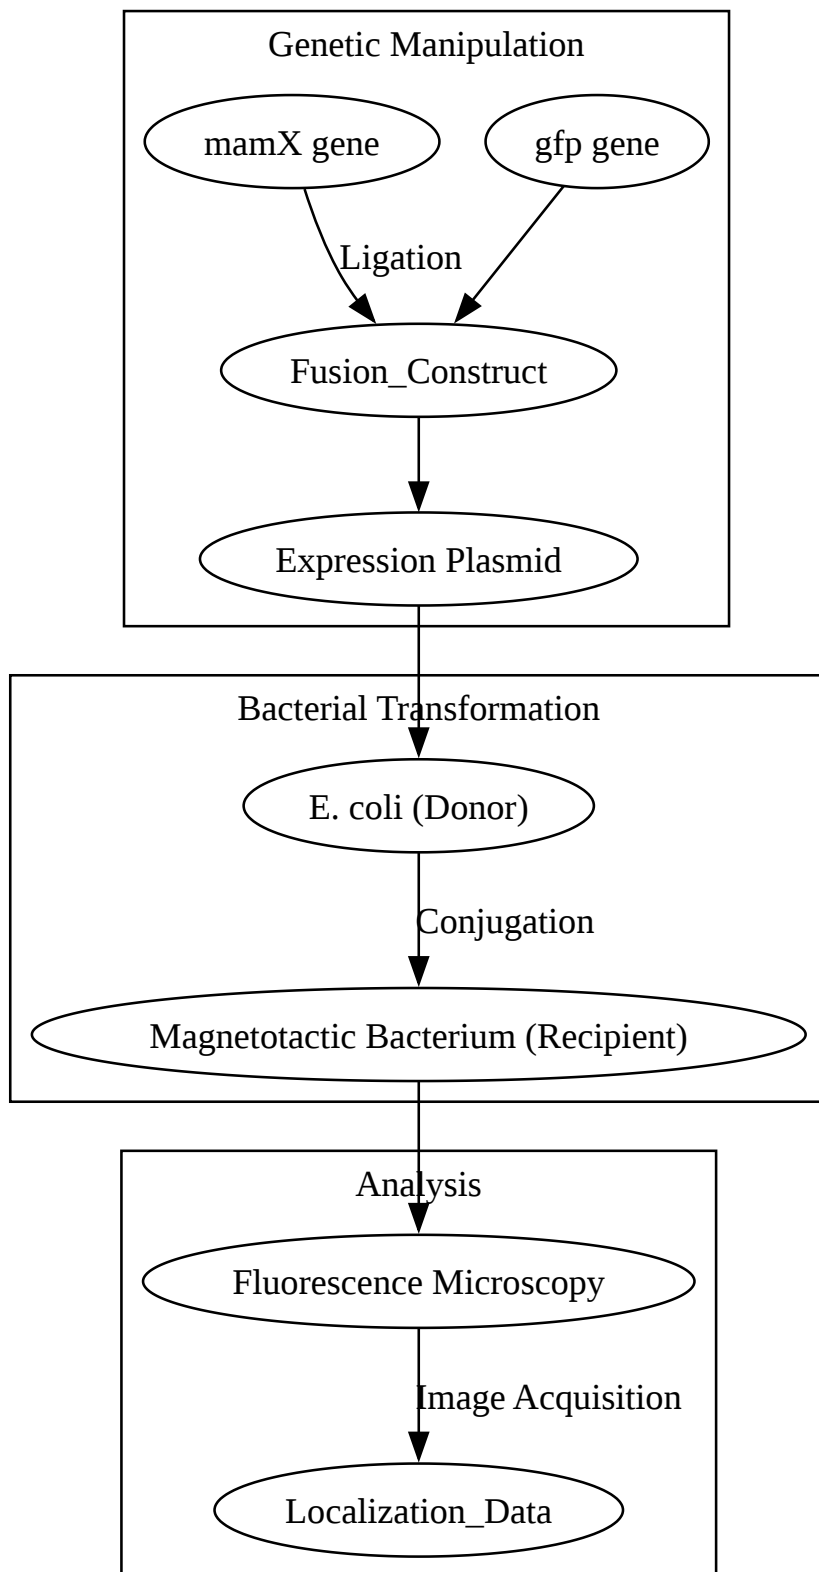 Genetic Manipulation
mamX gene
gfp gene
Ligation
Fusion_Construct
Expression Plasmid
Bacterial Transformation
E. coli (Donor)
Conjugation
Magnetotactic Bacterium (Recipient)
Analysis
Fluorescence Microscopy
Image Acquisition
Localization_Data